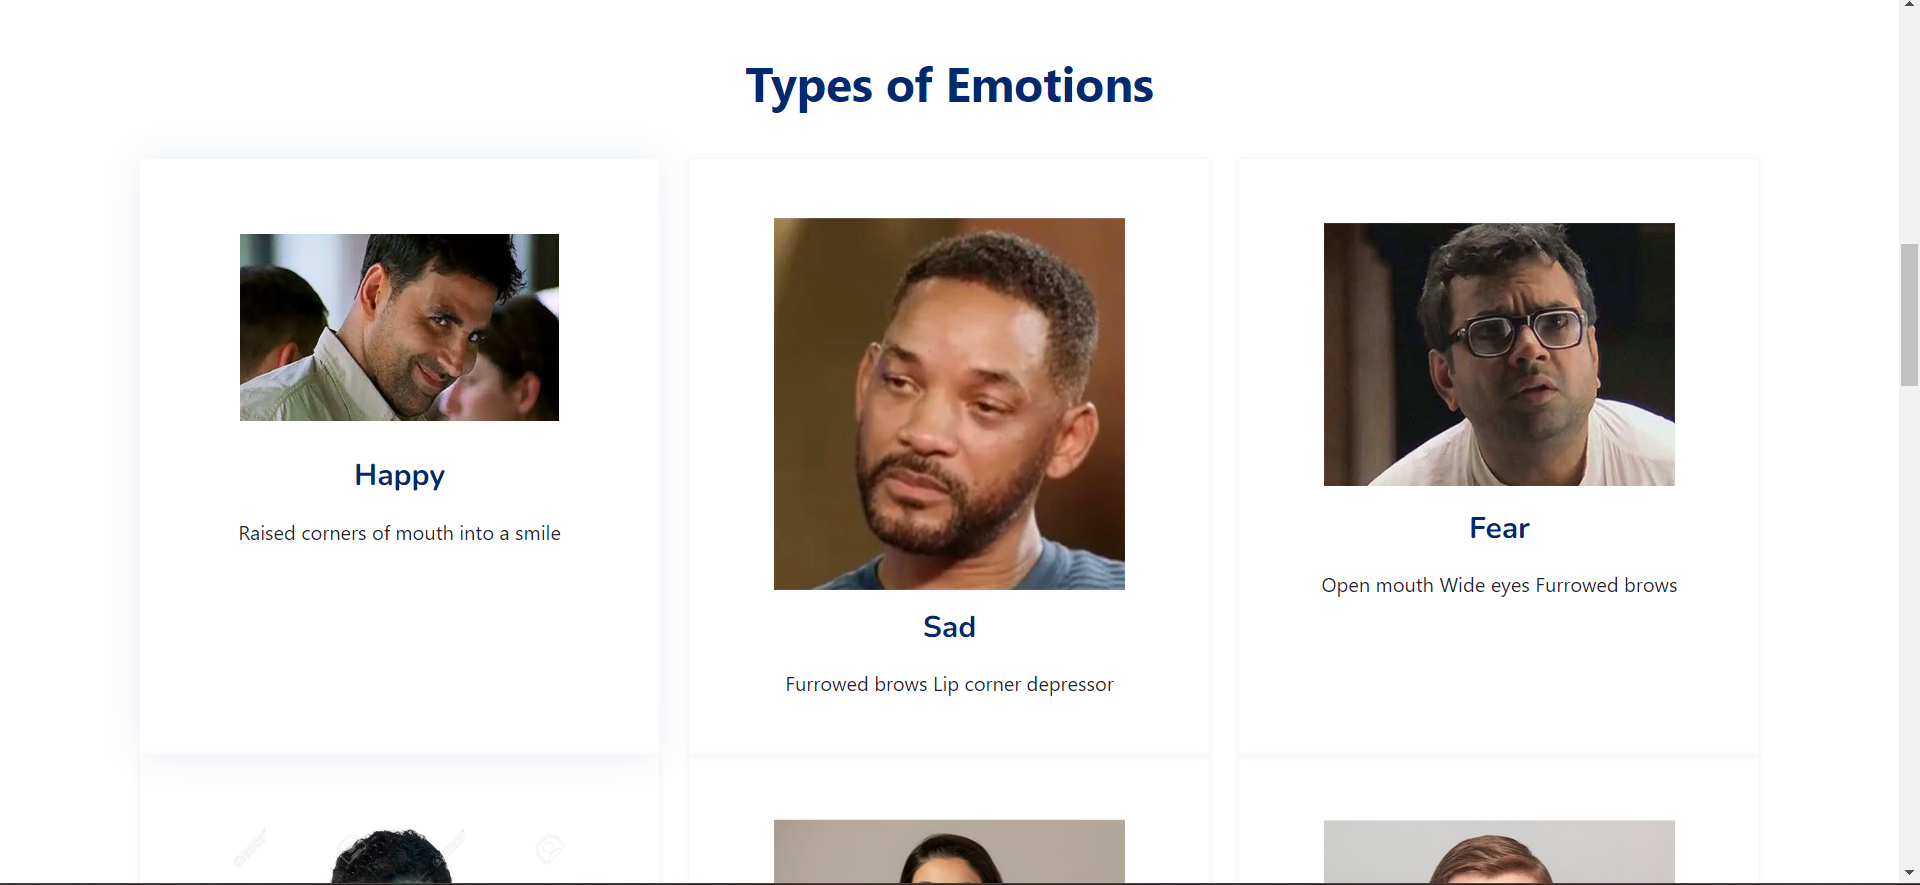 Types of Emotions
Happy
Raised corners of mouth into a smile
Sad
Furrowed brows Lip corner depressor
Fear
Open mouth Wide eyes Furrowed brows